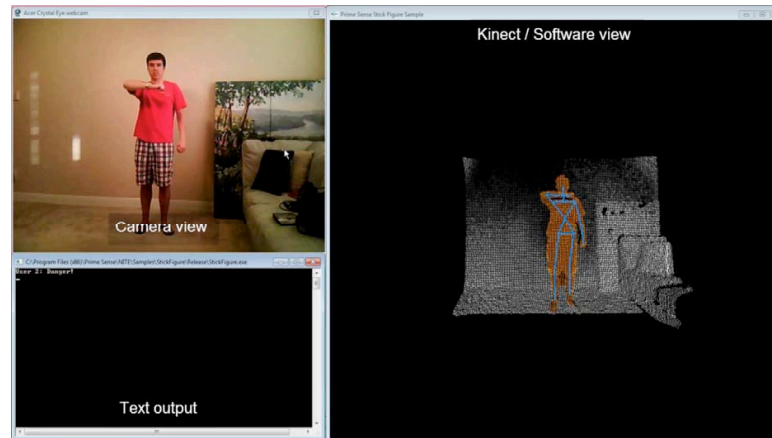 Acer Crystal Eye webcam
Camera view
C:\Program Files (x86)\Prime Sense\NITE\Samples\StickFigure\Release\StickFigure.exe
User 2: Danger!
Text output
Prime Sense Stick Figure Sample
Kinect / Software view